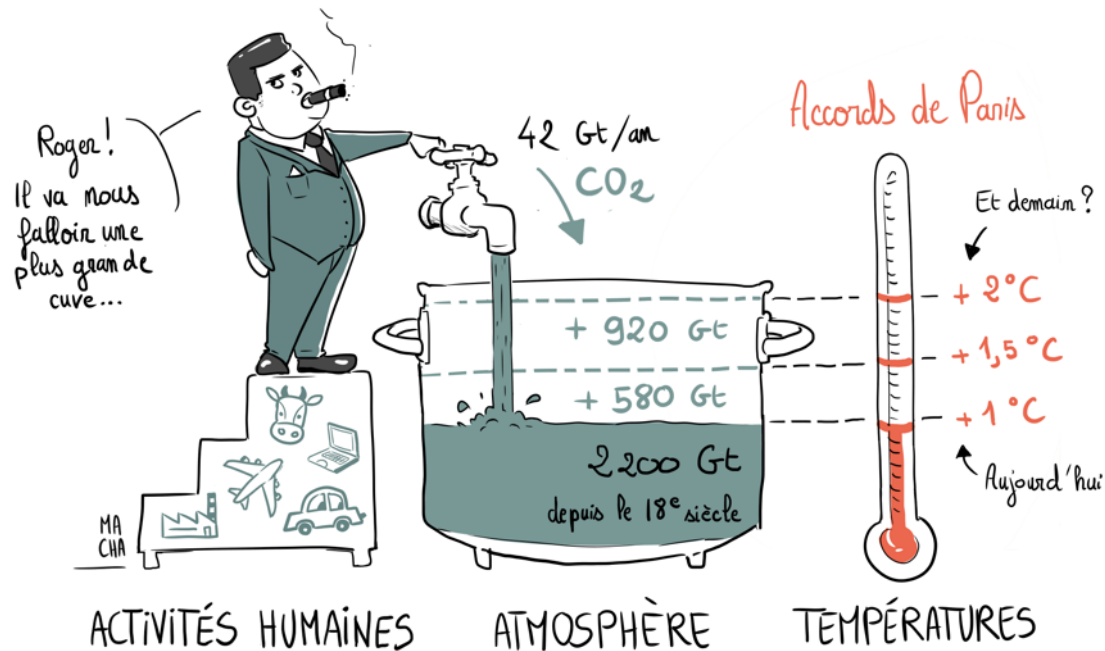 Roger!
Il va nous
falloir une
plus grande
cuve...
42 Gt/an
CO₂
Accords de Paris
Et demain ?
+ 2°C
+ 920 Gt
+ 1,5°C
+ 580 Gt
+ 1°C
2200 Gt
depuis le 18e siècle
Aujourd'hui
MA
CHA
ACTIVITÉS HUMAINES
ATMOSPHÈRE
TEMPÉRATURES